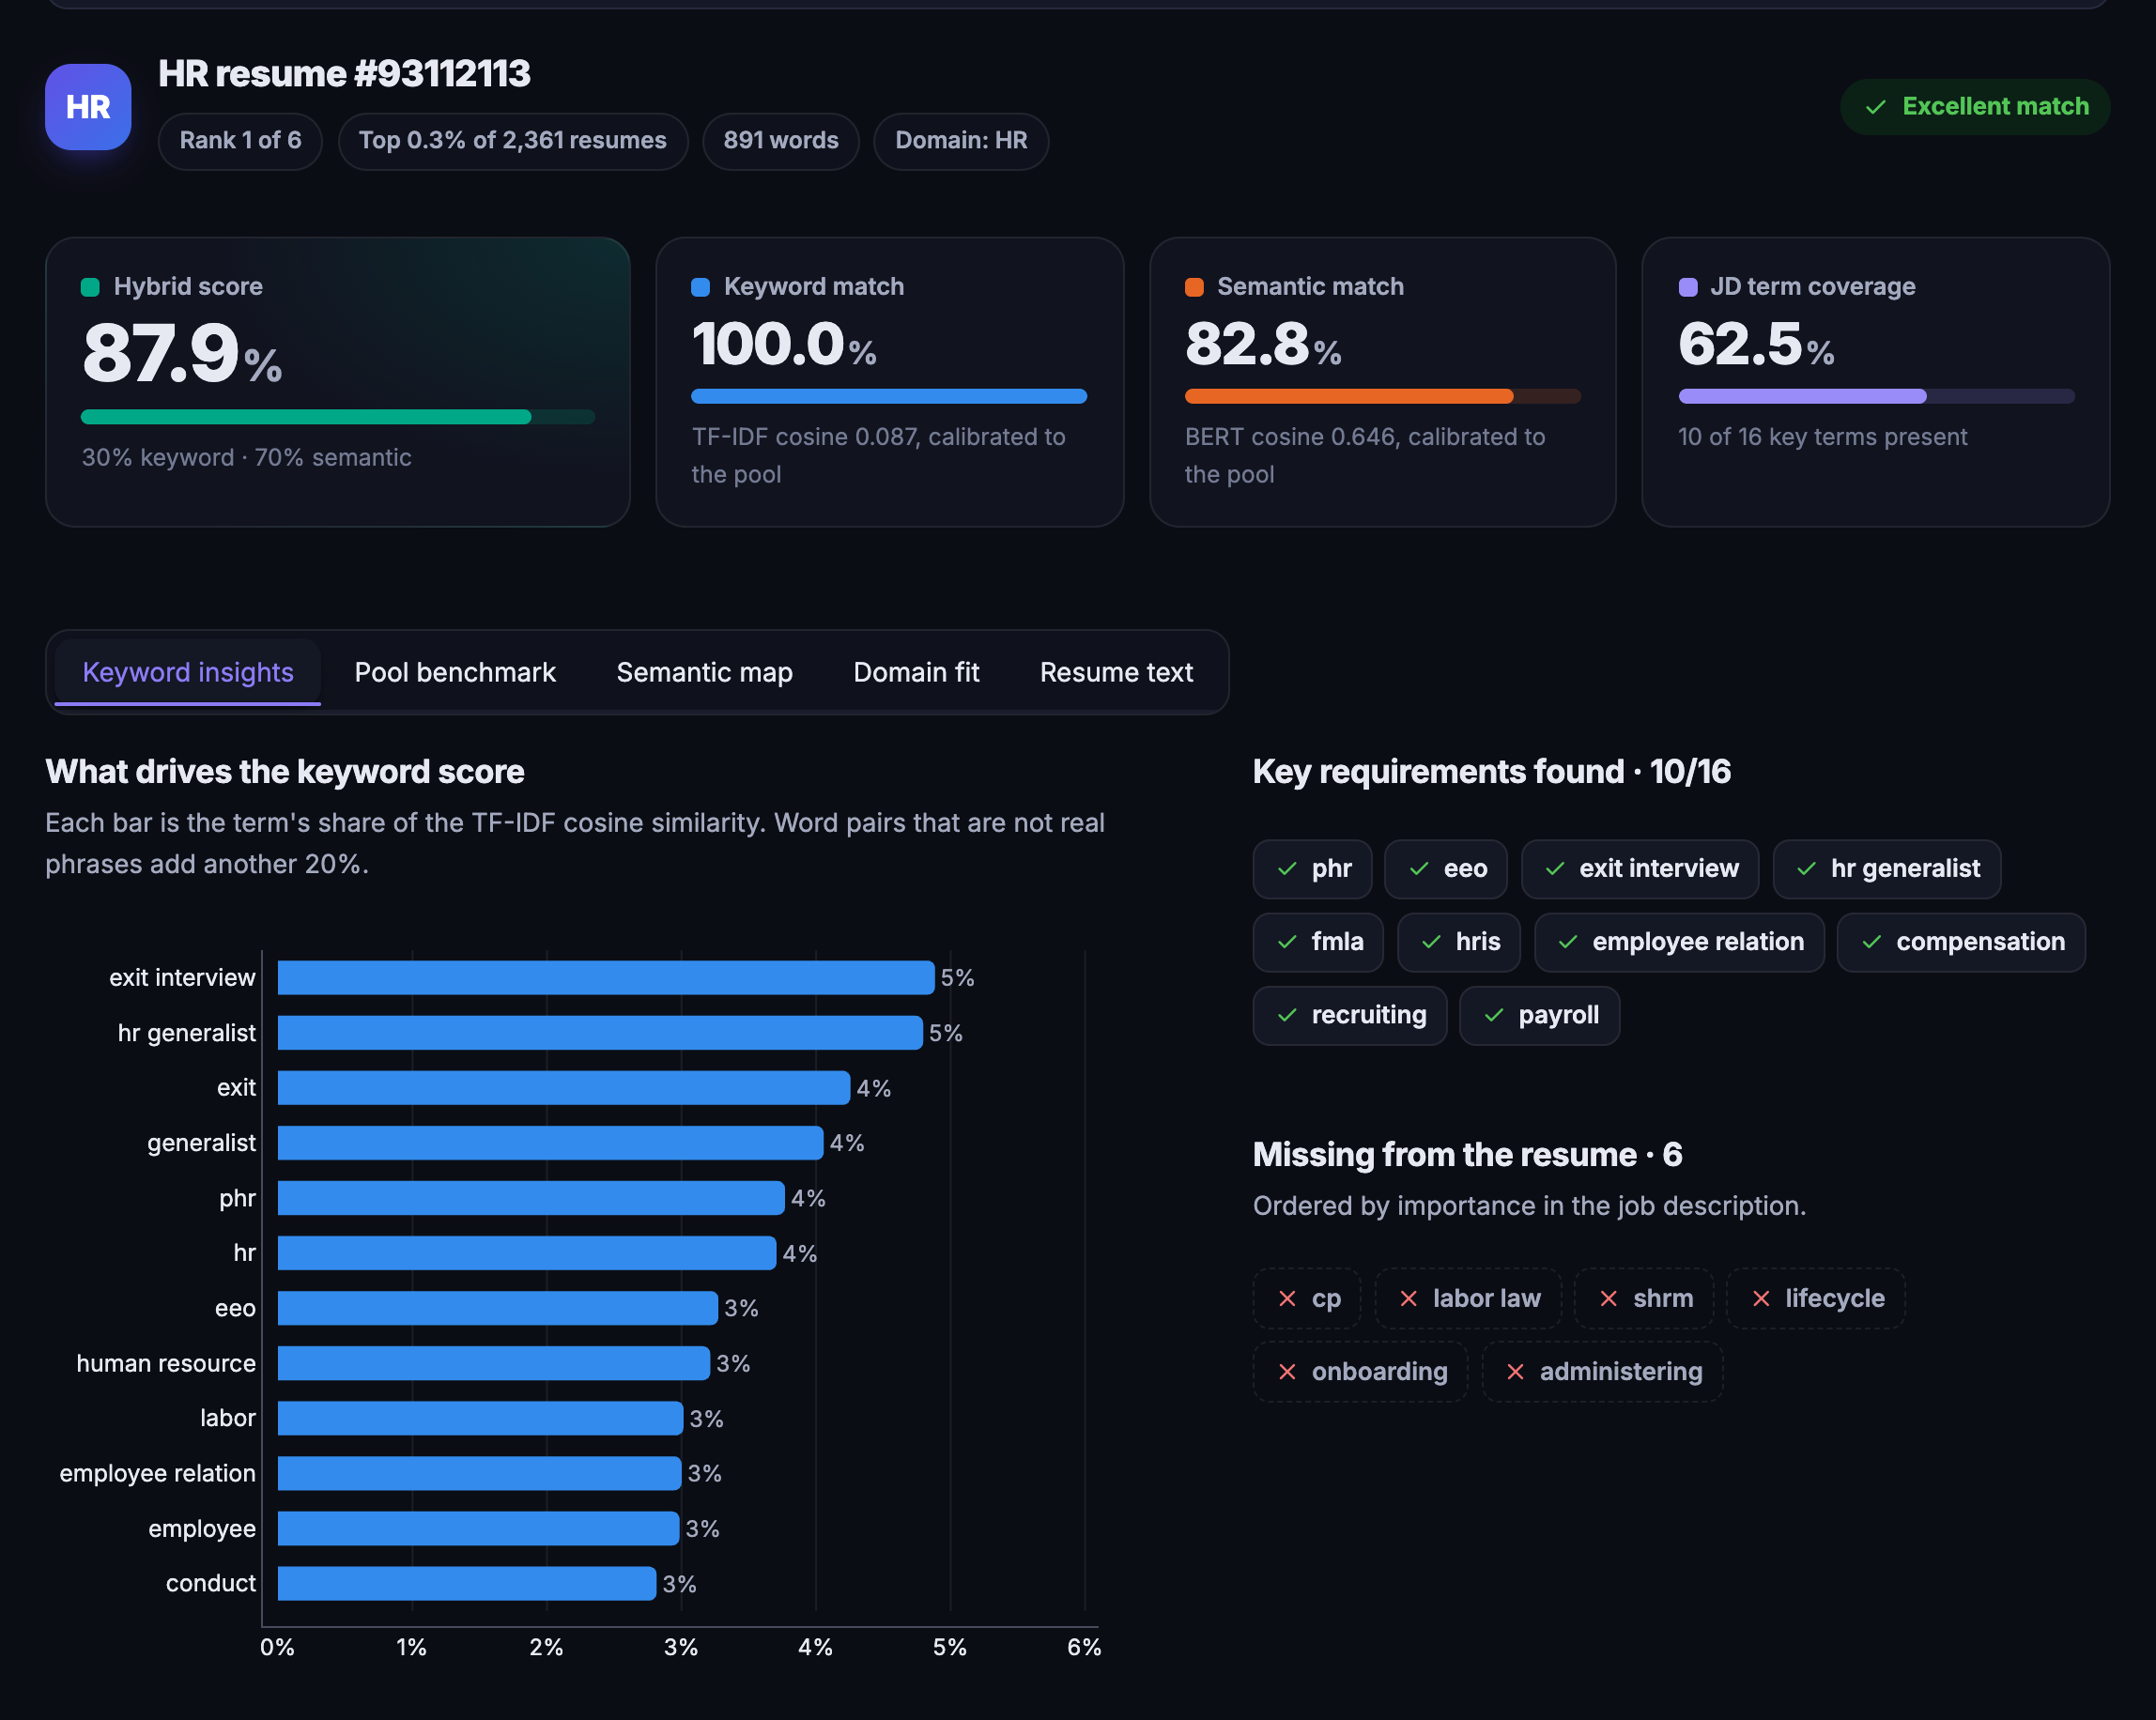 HR
HR resume #93112113
Rank 1 of 6
Top 0.3% of 2,361 resumes
891 words
Domain: HR
Excellent match
Hybrid score
87.9%
30% keyword · 70% semantic
Keyword match
100.0%
TF-IDF cosine 0.087, calibrated to
the pool
Semantic match
82.8%
BERT cosine 0.646, calibrated to
the pool
JD term coverage
62.5%
10 of 16 key terms present
Keyword insights
Pool benchmark
Semantic map
Domain fit
Resume text
What drives the keyword score
Each bar is the term's share of the TF-IDF cosine similarity. Word pairs that are not real
phrases add another 20%.
exit interview 5%
hr generalist 5%
exit 4%
generalist 4%
phr 4%
hr 4%
eeo 3%
human resource 3%
labor 3%
employee relation 3%
employee 3%
conduct 3%
0% 1% 2% 3% 4% 5% 6%
Key requirements found · 10/16
phr eeo exit interview hr generalist
fmla hris employee relation compensation
recruiting payroll
Missing from the resume · 6
Ordered by importance in the job description.
cp labor law shrm lifecycle
onboarding administering